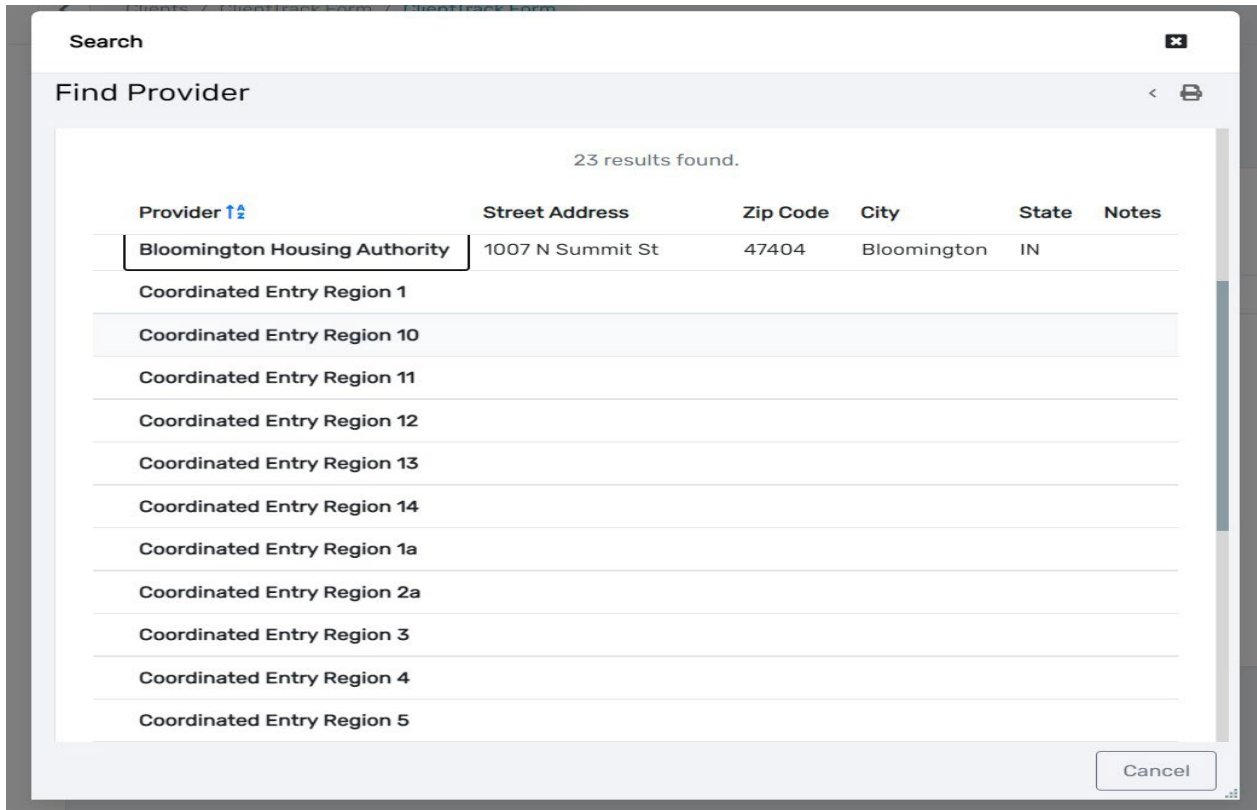 Clients / ClientTrack Form / ClientTrack Form
Search
Find Provider
23 results found.
Provider Street Address Zip Code City State Notes
Bloomington Housing Authority 1007 N Summit St 47404 Bloomington IN
Coordinated Entry Region 1
Coordinated Entry Region 10
Coordinated Entry Region 11
Coordinated Entry Region 12
Coordinated Entry Region 13
Coordinated Entry Region 14
Coordinated Entry Region 1a
Coordinated Entry Region 2a
Coordinated Entry Region 3
Coordinated Entry Region 4
Coordinated Entry Region 5
Cancel